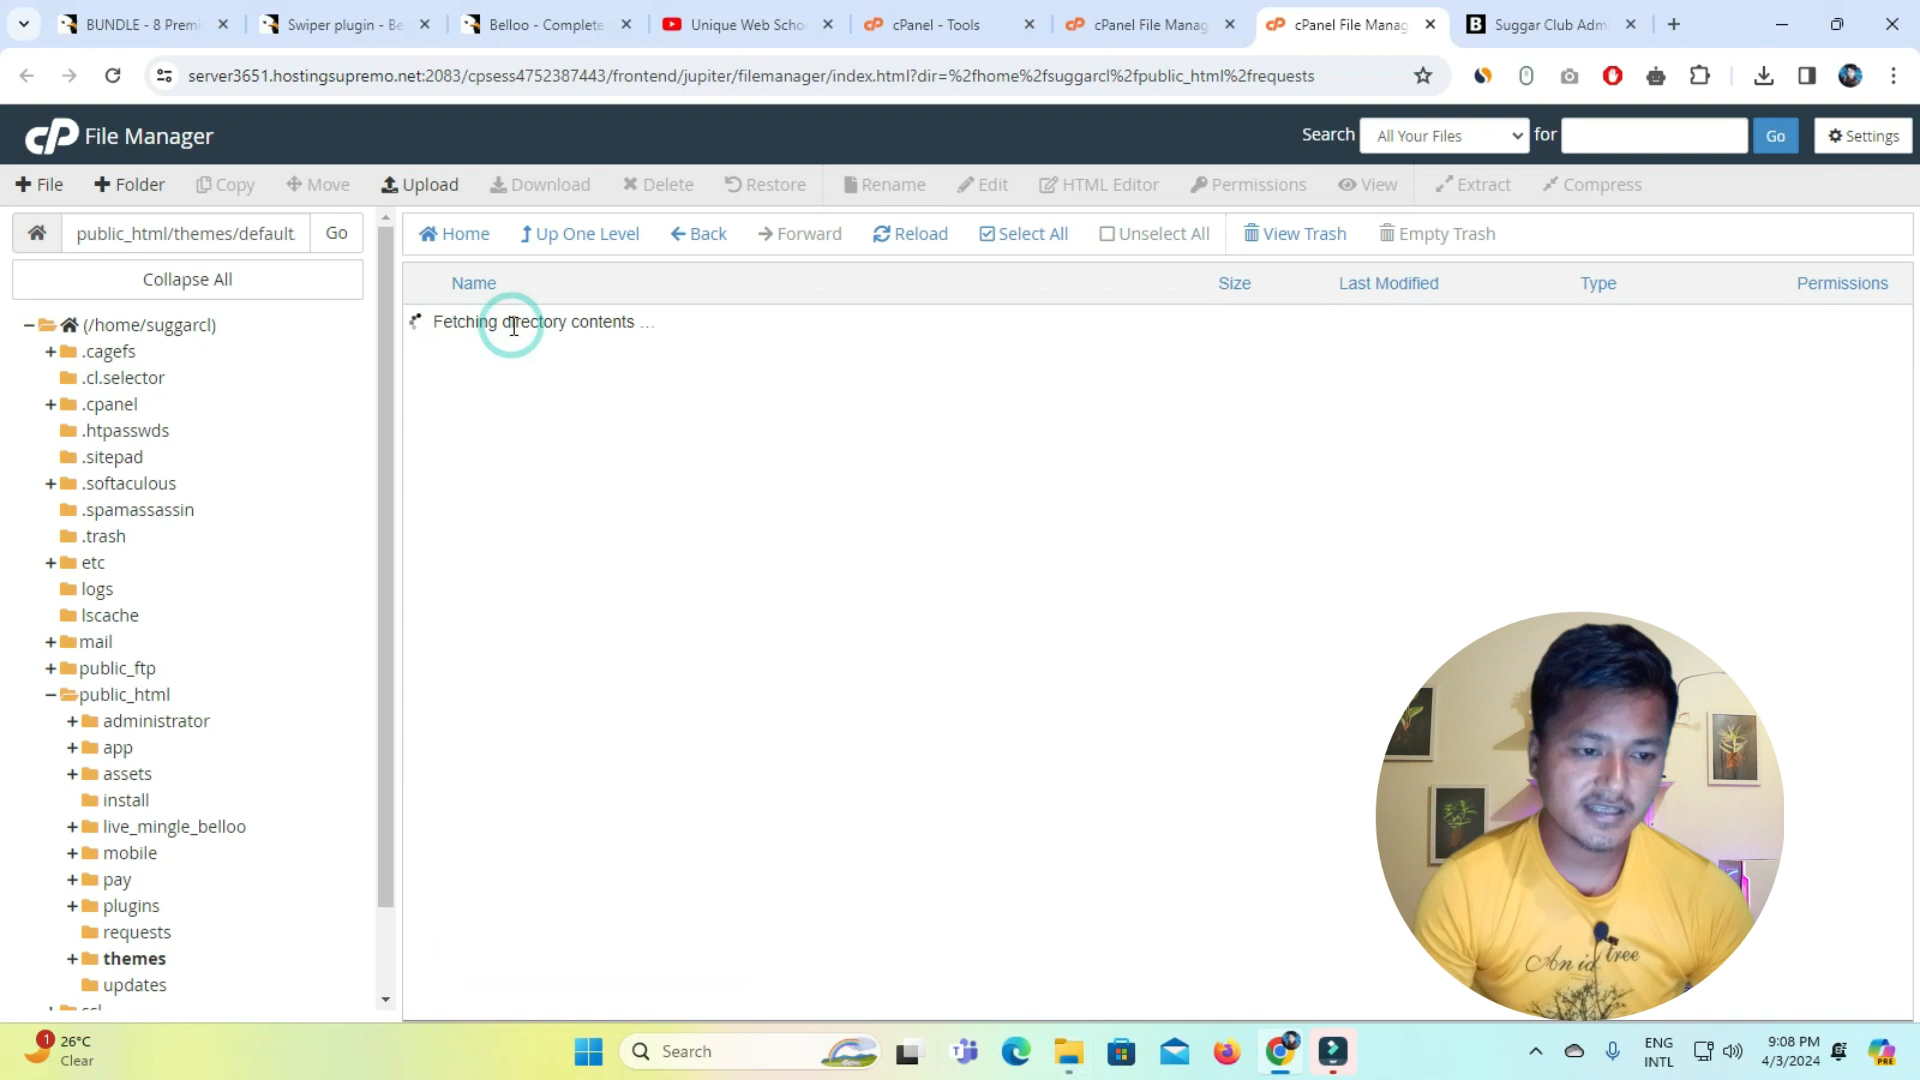 BUNDLE - 8 Premi
Swiper plugin - Be
Belloo - Complete
Unique Web Scho
cPanel - Tools
cPanel File Manag
cPanel File Manag
Suggar Club Adm
server3651.hostingsupremo.net:2083/cpsess4752387443/frontend/jupiter/filemanager/index.html?dir=%2fhome%2fsuggarcl%2fpublic_html%2frequests
cP File Manager
Search All Your Files for Go Settings
File Folder Copy Move Upload Download Delete Restore Rename Edit HTML Editor Permissions View Extract Compress
public_html/themes/default Go
Home Up One Level Back Forward Reload Select All Unselect All View Trash Empty Trash
Collapse All
Name Size Last Modified Type Permissions
Fetching directory contents ...
(/home/suggarcl)
.cagefs
.cl.selector
.cpanel
.htpasswds
.sitepad
.softaculous
.spamassassin
.trash
etc
logs
lscache
mail
public_ftp
public_html
administrator
app
assets
install
live_mingle_belloo
mobile
pay
plugins
requests
themes
updates
An id tree
1
26°C
Clear
Search
ENG
INTL
9:08 PM
4/3/2024
PRE